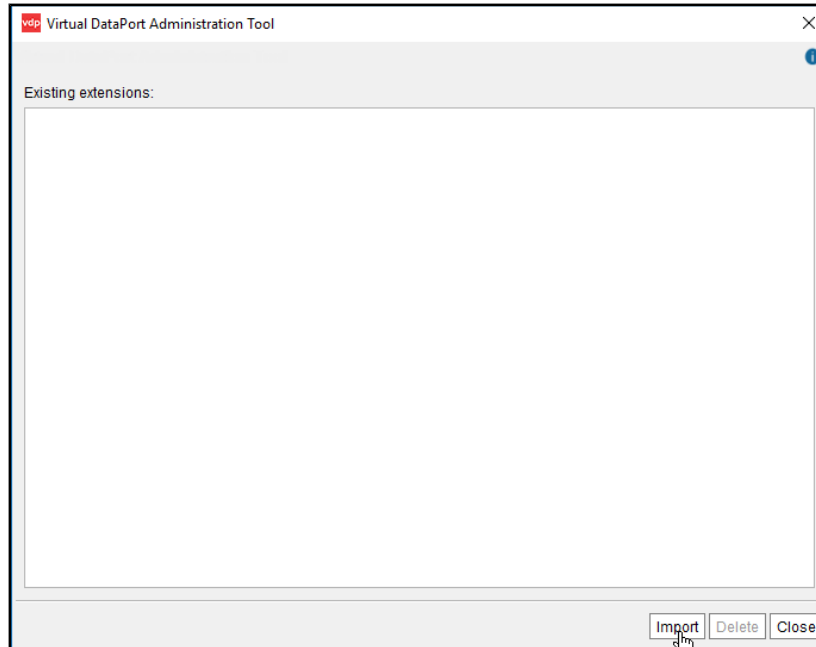 vdp Virtual DataPort Administration Tool
i
Existing extensions:
Import Delete Close